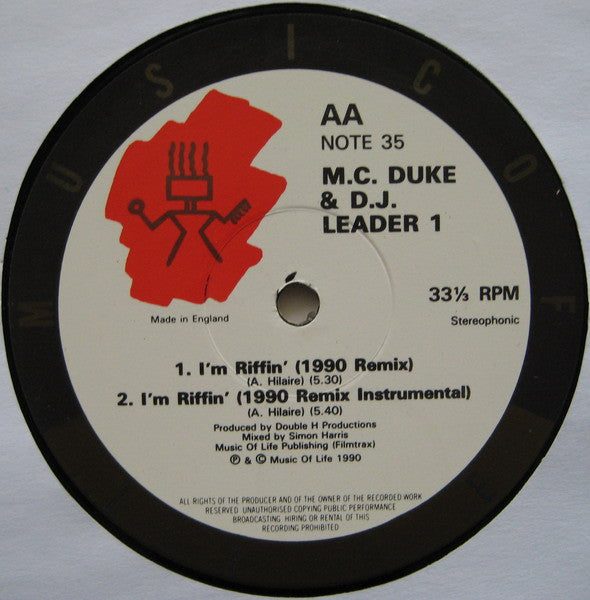 MUSIC OF
AA
NOTE 35
M.C. DUKE
& D.J.
LEADER 1
33⅓ RPM
Made in England
Stereophonic
1. I'm Riffin' (1990 Remix)
(A. Hilaire) (5.30)
2. I'm Riffin' (1990 Remix Instrumental)
(A. Hilaire) (5.40)
Produced by Double H Productions
Mixed by Simon Harris
Music Of Life Publishing (Filmtrax)
℗ & © Music Of Life 1990
ALL RIGHTS OF THE PRODUCER AND OF THE OWNER OF THE RECORDED WORK
RESERVED UNAUTHORISED COPYING PUBLIC PERFORMANCE
BROADCASTING HIRING OR RENTAL OF THIS
RECORDING PROHIBITED